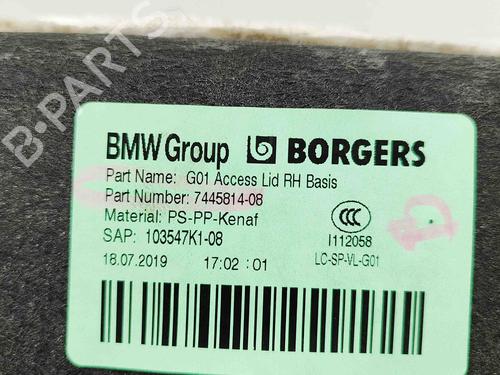 B-PARTS
BMW Group BORGERS
Part Name: G01 Access Lid RH Basis
Part Number: 7445814-08
Material: PS-PP-Kenaf
SAP: 103547K1-08
18.07.2019 17:02:01
CCC
I112058
LC-SP-VL-G01